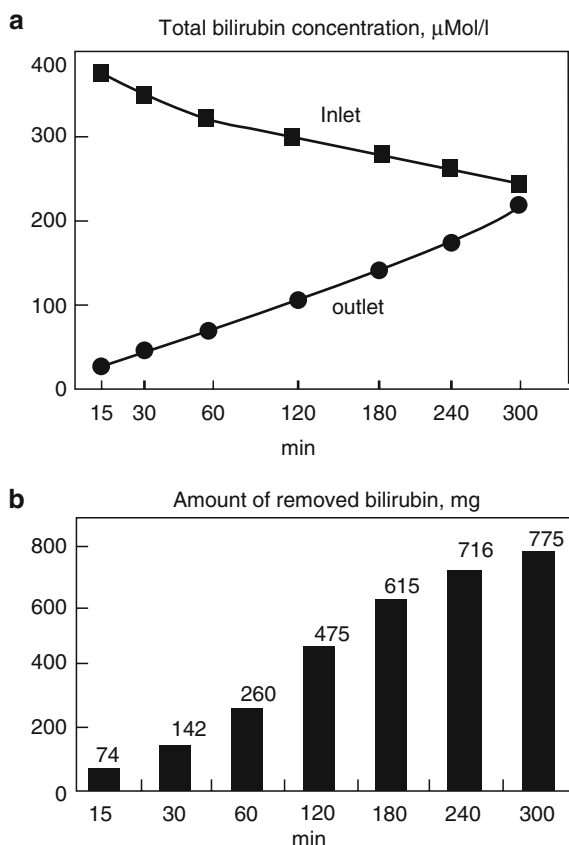 a
Total bilirubin concentration, µMol/l
400
300
200
100
0
Inlet
outlet
15 30 60 120 180 240 300
min
b
Amount of removed bilirubin, mg
800
600
400
200
0
74 142 260 475 615 716 775
15 30 60 120 180 240 300
min